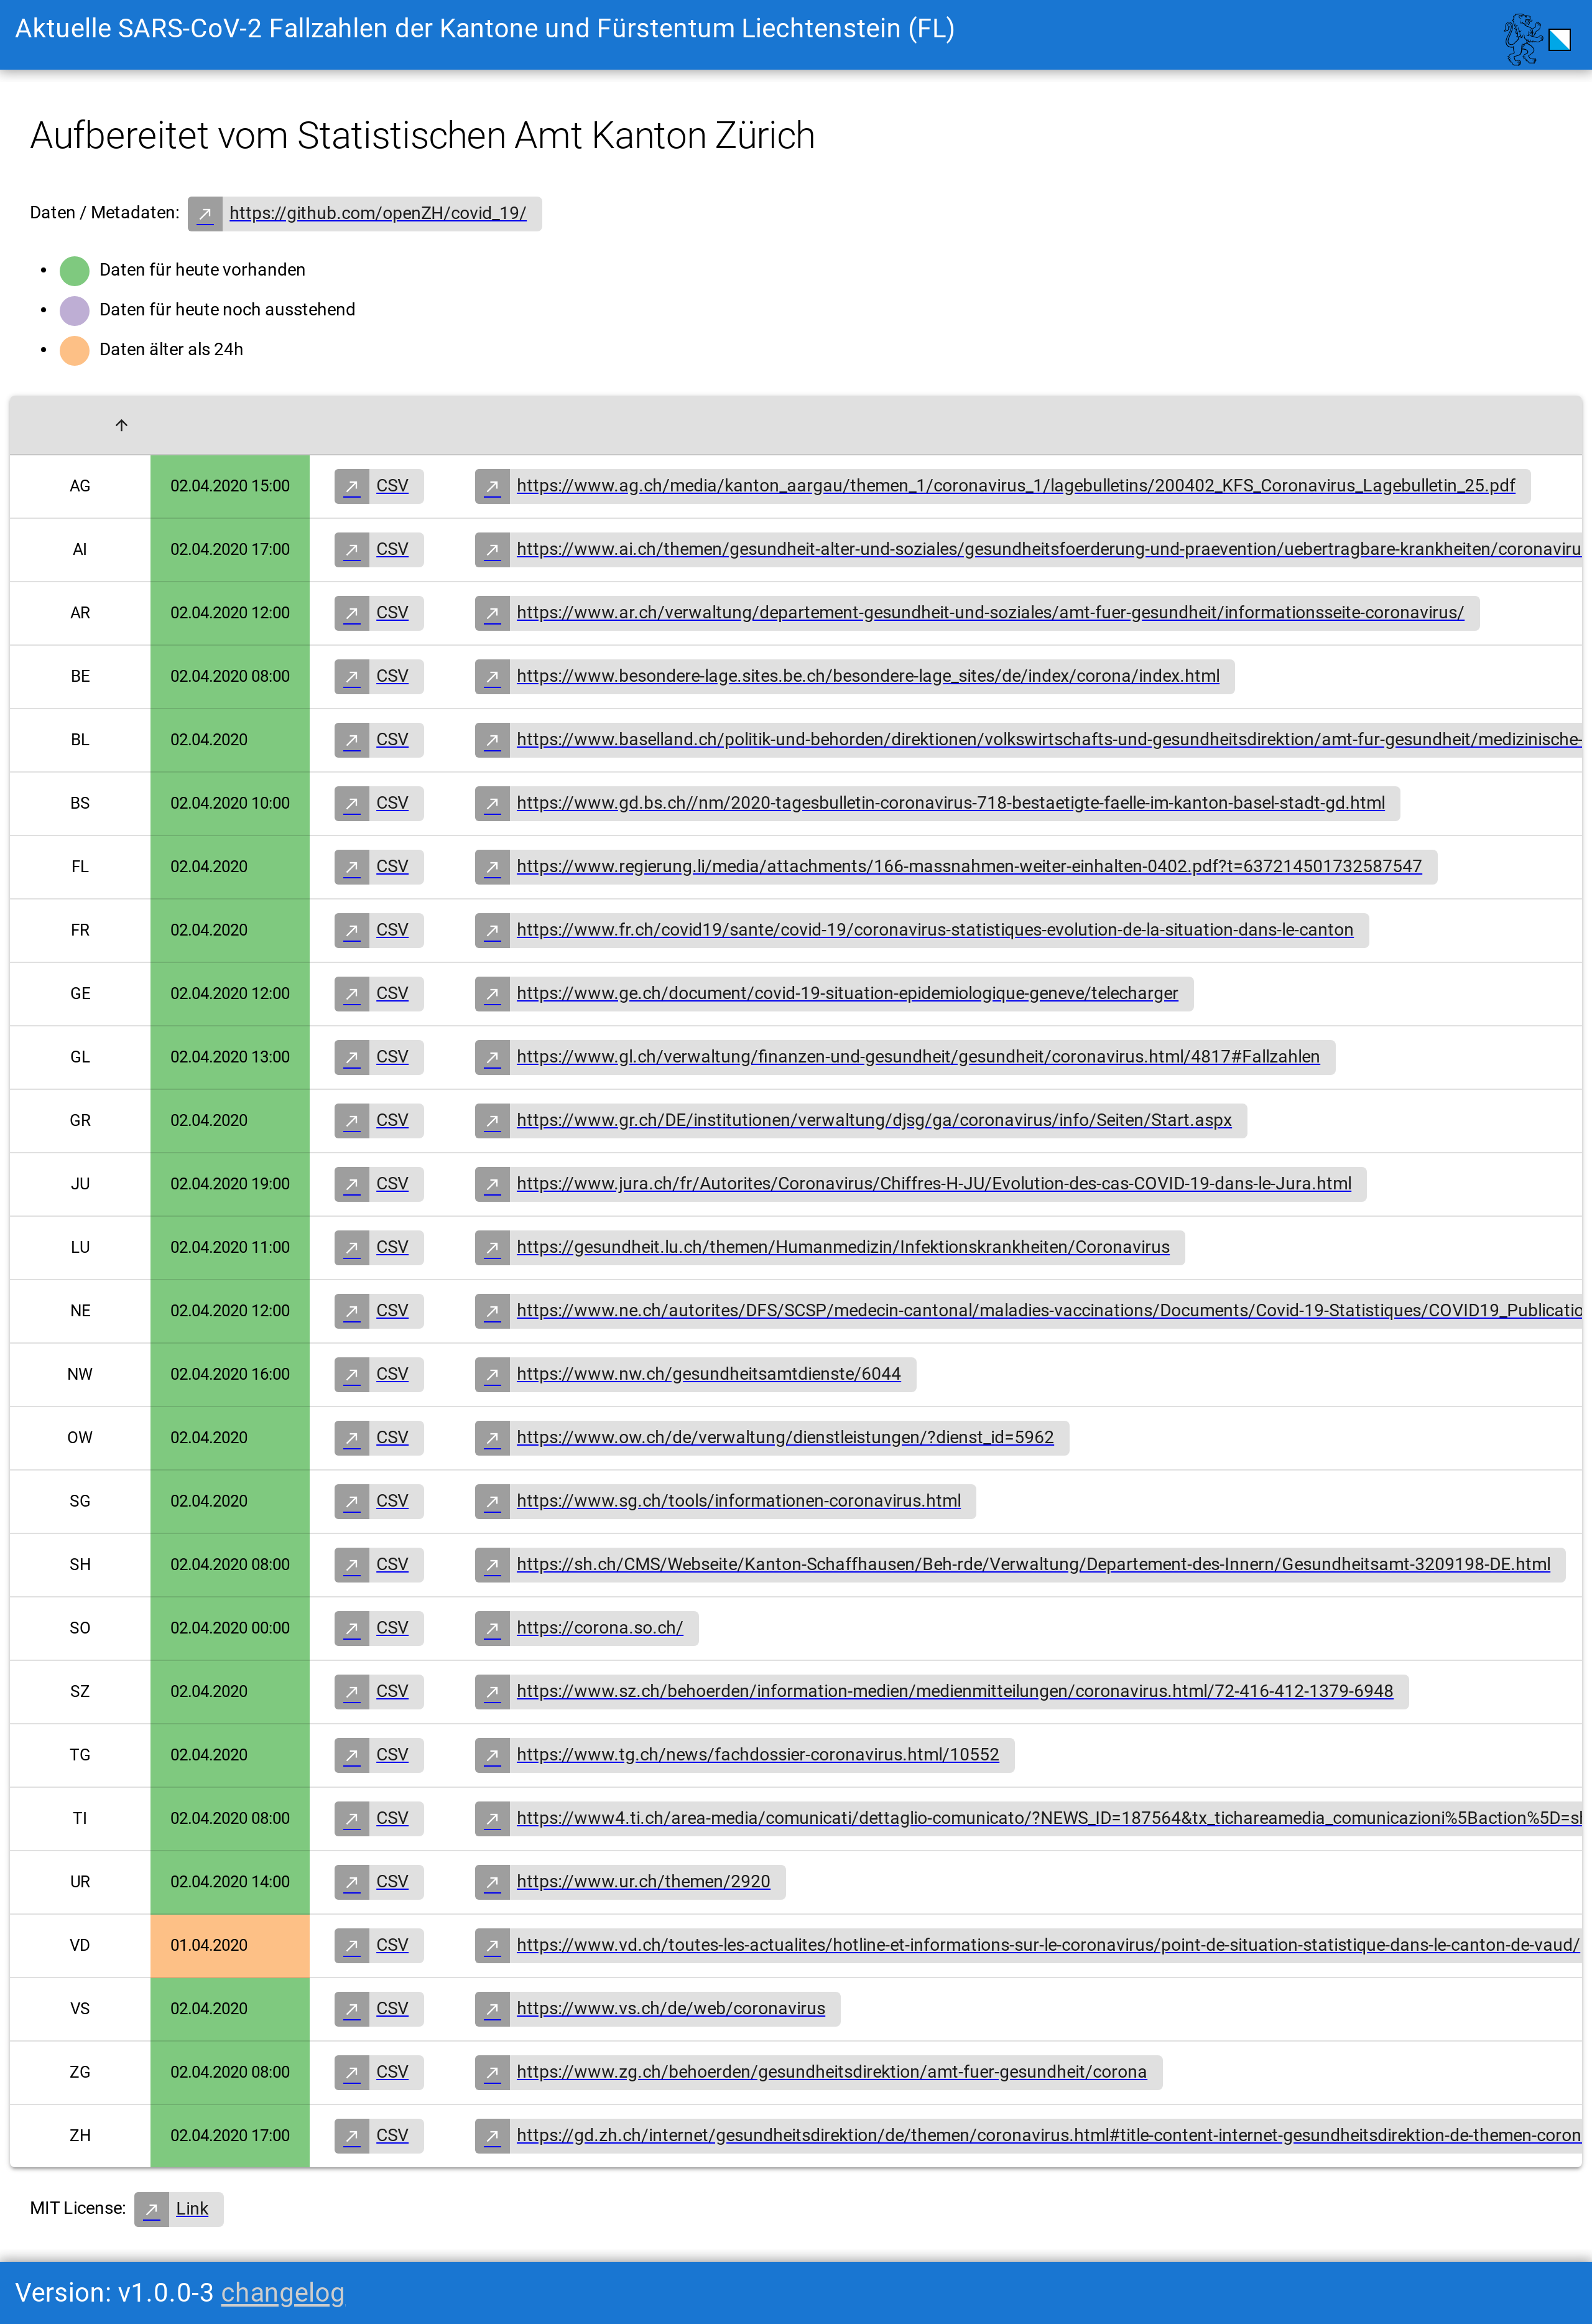 Aktuelle SARS-CoV-2 Fallzahlen der Kantone und Fürstentum Liechtenstein (FL)
Aufbereitet vom Statistischen Amt Kanton Zürich
Daten / Metadaten: https://github.com/openZH/covid_19/
Daten für heute vorhanden
Daten für heute noch ausstehend
Daten älter als 24h
AG 02.04.2020 15:00 CSV https://www.ag.ch/media/kanton_aargau/themen_1/coronavirus_1/lagebulletins/200402_KFS_Coronavirus_Lagebulletin_25.pdf
AI 02.04.2020 17:00 CSV https://www.ai.ch/themen/gesundheit-alter-und-soziales/gesundheitsfoerderung-und-praevention/uebertragbare-krankheiten/coronaviru
AR 02.04.2020 12:00 CSV https://www.ar.ch/verwaltung/departement-gesundheit-und-soziales/amt-fuer-gesundheit/informationsseite-coronavirus/
BE 02.04.2020 08:00 CSV https://www.besondere-lage.sites.be.ch/besondere-lage_sites/de/index/corona/index.html
BL 02.04.2020 CSV https://www.baselland.ch/politik-und-behorden/direktionen/volkswirtschafts-und-gesundheitsdirektion/amt-fur-gesundheit/medizinische-
BS 02.04.2020 10:00 CSV https://www.gd.bs.ch//nm/2020-tagesbulletin-coronavirus-718-bestaetigte-faelle-im-kanton-basel-stadt-gd.html
FL 02.04.2020 CSV https://www.regierung.li/media/attachments/166-massnahmen-weiter-einhalten-0402.pdf?t=637214501732587547
FR 02.04.2020 CSV https://www.fr.ch/covid19/sante/covid-19/coronavirus-statistiques-evolution-de-la-situation-dans-le-canton
GE 02.04.2020 12:00 CSV https://www.ge.ch/document/covid-19-situation-epidemiologique-geneve/telecharger
GL 02.04.2020 13:00 CSV https://www.gl.ch/verwaltung/finanzen-und-gesundheit/gesundheit/coronavirus.html/4817#Fallzahlen
GR 02.04.2020 CSV https://www.gr.ch/DE/institutionen/verwaltung/djsg/ga/coronavirus/info/Seiten/Start.aspx
JU 02.04.2020 19:00 CSV https://www.jura.ch/fr/Autorites/Coronavirus/Chiffres-H-JU/Evolution-des-cas-COVID-19-dans-le-Jura.html
LU 02.04.2020 11:00 CSV https://gesundheit.lu.ch/themen/Humanmedizin/Infektionskrankheiten/Coronavirus
NE 02.04.2020 12:00 CSV https://www.ne.ch/autorites/DFS/SCSP/medecin-cantonal/maladies-vaccinations/Documents/Covid-19-Statistiques/COVID19_Publicatio
NW 02.04.2020 16:00 CSV https://www.nw.ch/gesundheitsamtdienste/6044
OW 02.04.2020 CSV https://www.ow.ch/de/verwaltung/dienstleistungen/?dienst_id=5962
SG 02.04.2020 CSV https://www.sg.ch/tools/informationen-coronavirus.html
SH 02.04.2020 08:00 CSV https://sh.ch/CMS/Webseite/Kanton-Schaffhausen/Beh-rde/Verwaltung/Departement-des-Innern/Gesundheitsamt-3209198-DE.html
SO 02.04.2020 00:00 CSV https://corona.so.ch/
SZ 02.04.2020 CSV https://www.sz.ch/behoerden/information-medien/medienmitteilungen/coronavirus.html/72-416-412-1379-6948
TG 02.04.2020 CSV https://www.tg.ch/news/fachdossier-coronavirus.html/10552
TI 02.04.2020 08:00 CSV https://www4.ti.ch/area-media/comunicati/dettaglio-comunicato/?NEWS_ID=187564&tx_tichareamedia_comunicazioni%5Baction%5D=sl
UR 02.04.2020 14:00 CSV https://www.ur.ch/themen/2920
VD 01.04.2020 CSV https://www.vd.ch/toutes-les-actualites/hotline-et-informations-sur-le-coronavirus/point-de-situation-statistique-dans-le-canton-de-vaud/
VS 02.04.2020 CSV https://www.vs.ch/de/web/coronavirus
ZG 02.04.2020 08:00 CSV https://www.zg.ch/behoerden/gesundheitsdirektion/amt-fuer-gesundheit/corona
ZH 02.04.2020 17:00 CSV https://gd.zh.ch/internet/gesundheitsdirektion/de/themen/coronavirus.html#title-content-internet-gesundheitsdirektion-de-themen-coron
MIT License: Link
Version: v1.0.0-3 changelog